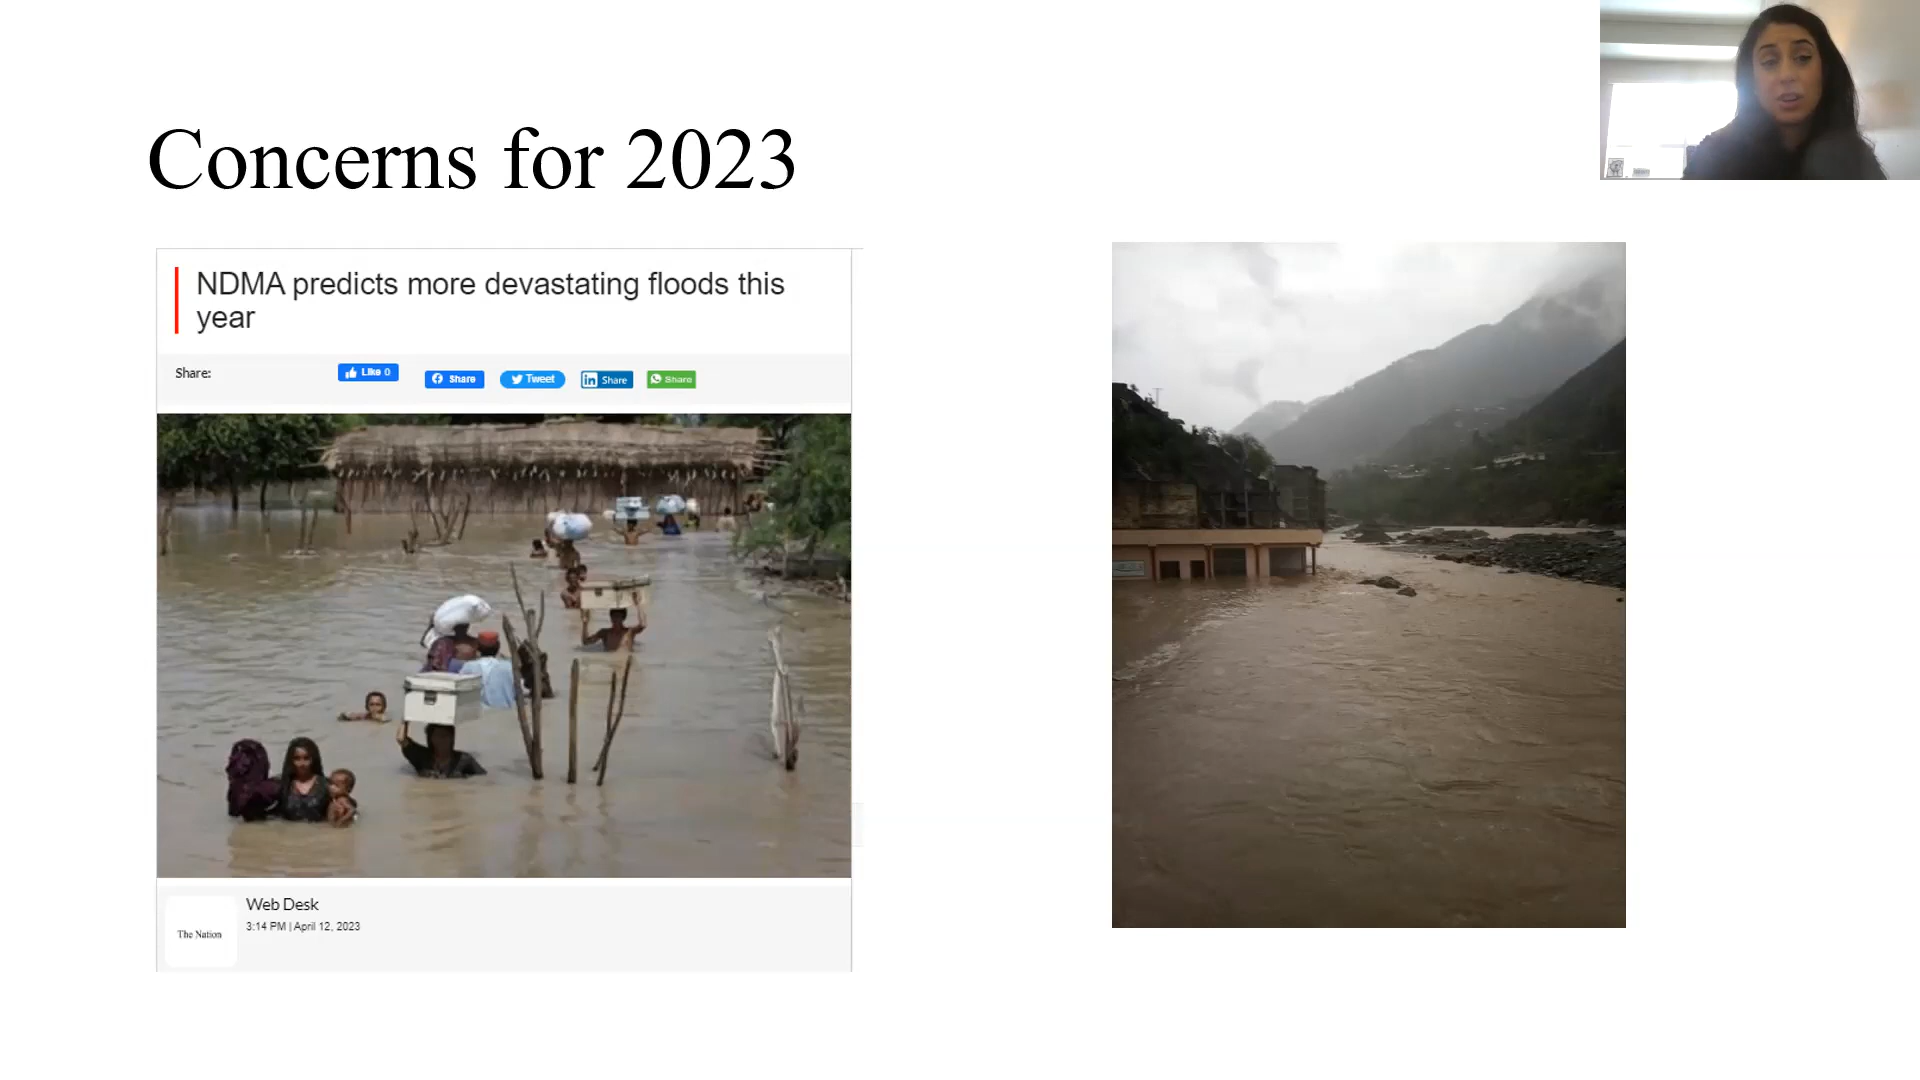 Concerns for 2023
NDMA predicts more devastating floods this
year
Share:
Like 0
Share
Tweet
Share
Share
Web Desk
3:14 PM | April 12, 2023
The Nation